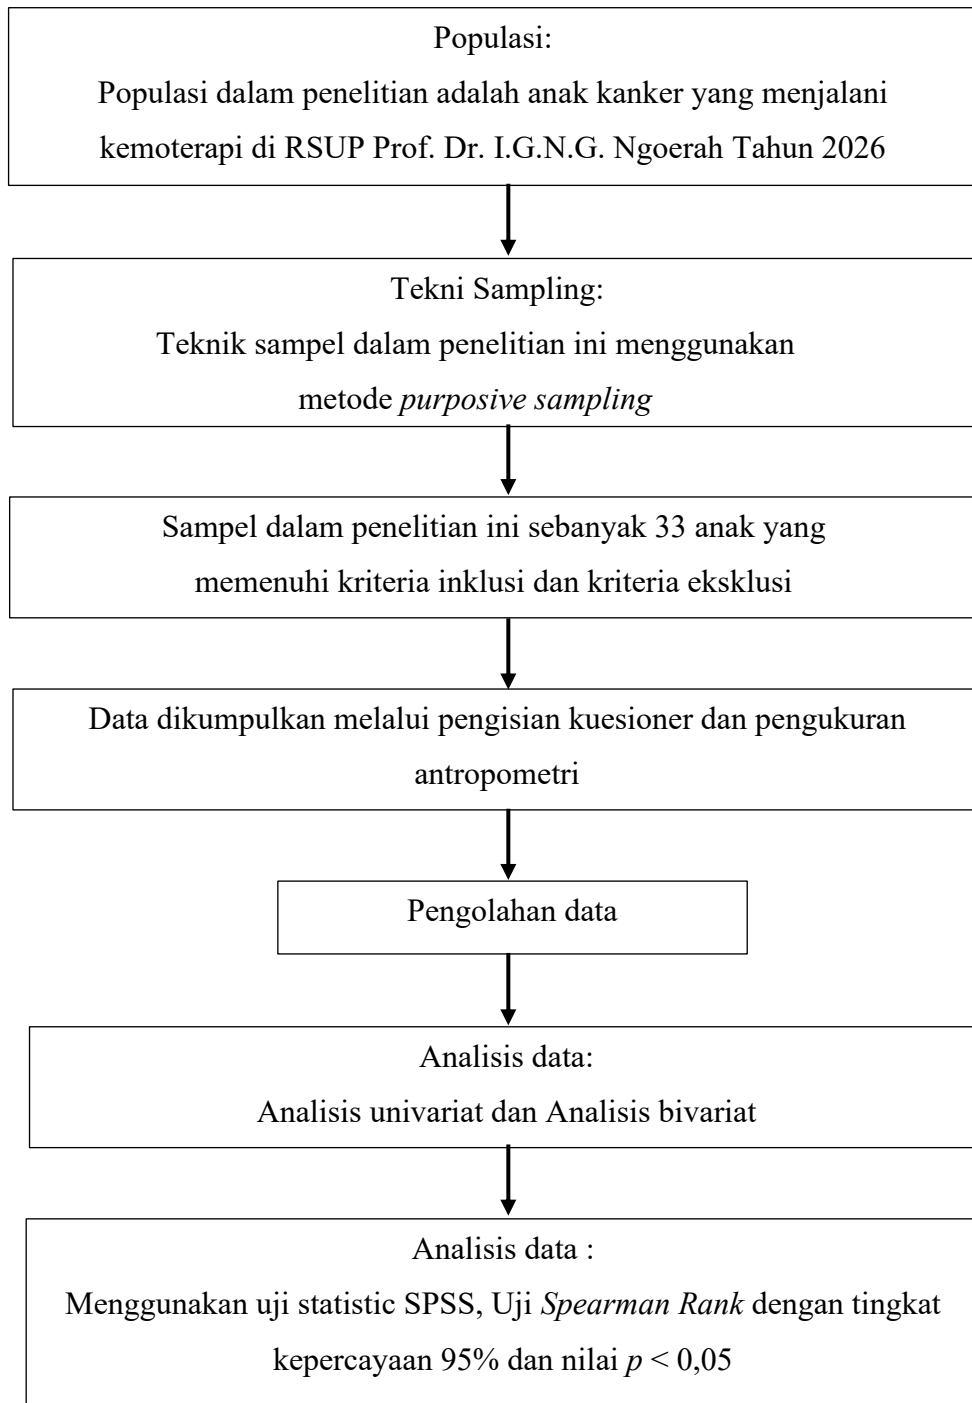 Populasi:
Populasi dalam penelitian adalah anak kanker yang menjalani
kemoterapi di RSUP Prof. Dr. I.G.N.G. Ngoerah Tahun 2026
Tekni Sampling:
Teknik sampel dalam penelitian ini menggunakan
metode purposive sampling
Sampel dalam penelitian ini sebanyak 33 anak yang
memenuhi kriteria inklusi dan kriteria eksklusi
Data dikumpulkan melalui pengisian kuesioner dan pengukuran
antropometri
Pengolahan data
Analisis data:
Analisis univariat dan Analisis bivariat
Analisis data :
Menggunakan uji statistic SPSS, Uji Spearman Rank dengan tingkat
kepercayaan 95% dan nilai p < 0,05